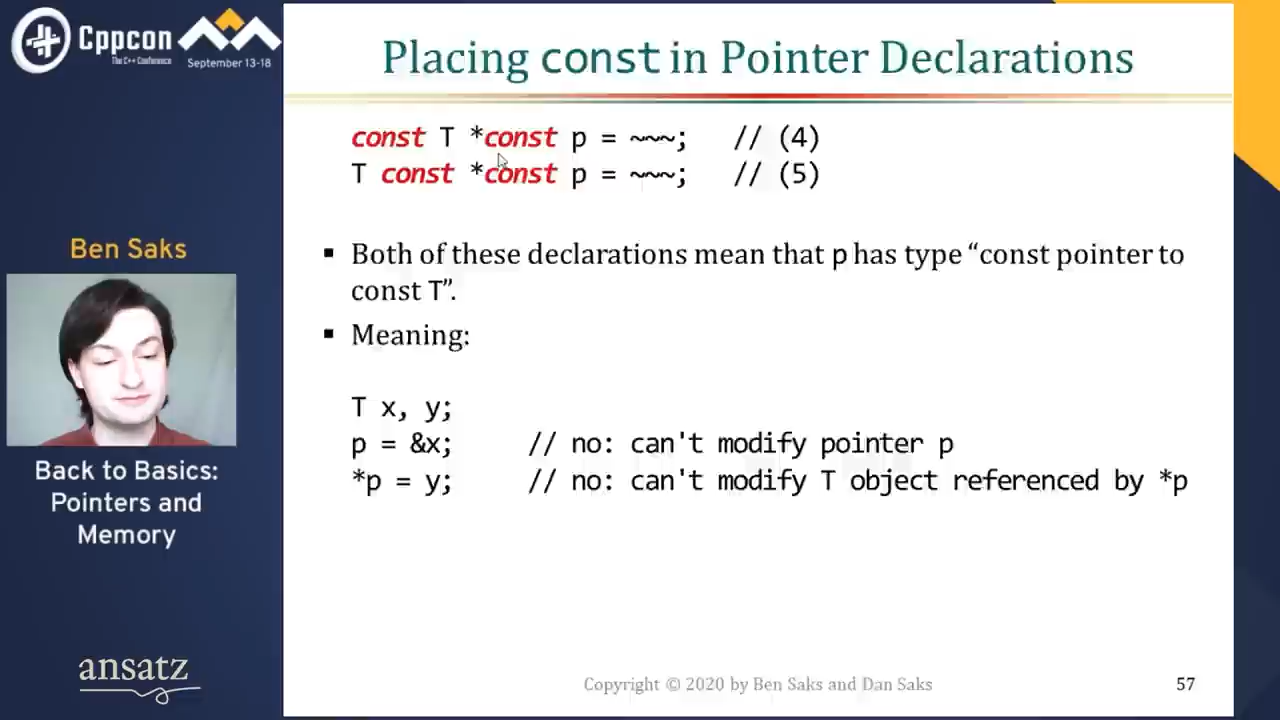 Cppcon
The C++ Conference
September 13-18
Ben Saks
Back to Basics:
Pointers and
Memory
ansatz
Placing const in Pointer Declarations
const T *const p = ~~~;   // (4)
T const *const p = ~~~;   // (5)
▪ Both of these declarations mean that p has type “const pointer to
const T”.
▪ Meaning:
T x, y;
p = &x;     // no: can't modify pointer p
*p = y;     // no: can't modify T object referenced by *p
Copyright © 2020 by Ben Saks and Dan Saks
57